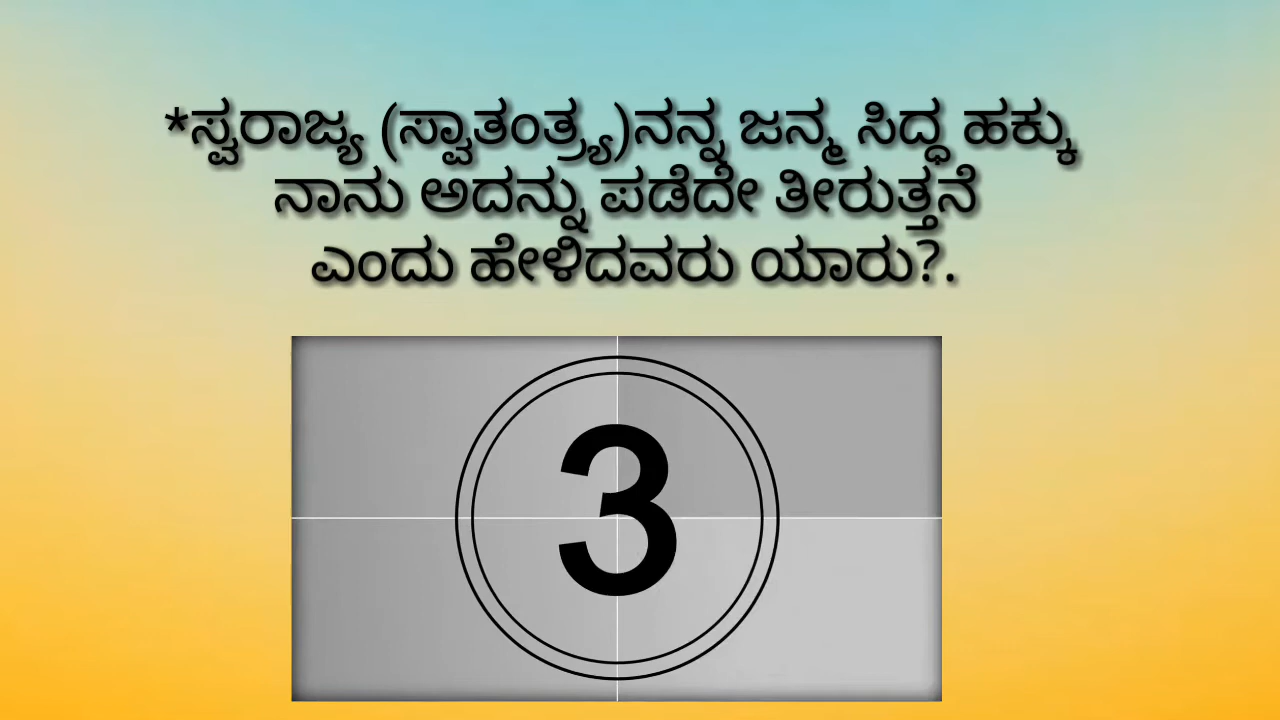 *ಸ್ವರಾಜ್ಯ (ಸ್ವಾತಂತ್ರ್ಯ)ನನ್ನ ಜನ್ಮ ಸಿದ್ಧ ಹಕ್ಕು
ನಾನು ಅದನ್ನು ಪಡೆದೇ ತೀರುತ್ತನೆ
ಎಂದು ಹೇಳಿದವರು ಯಾರು?.
3